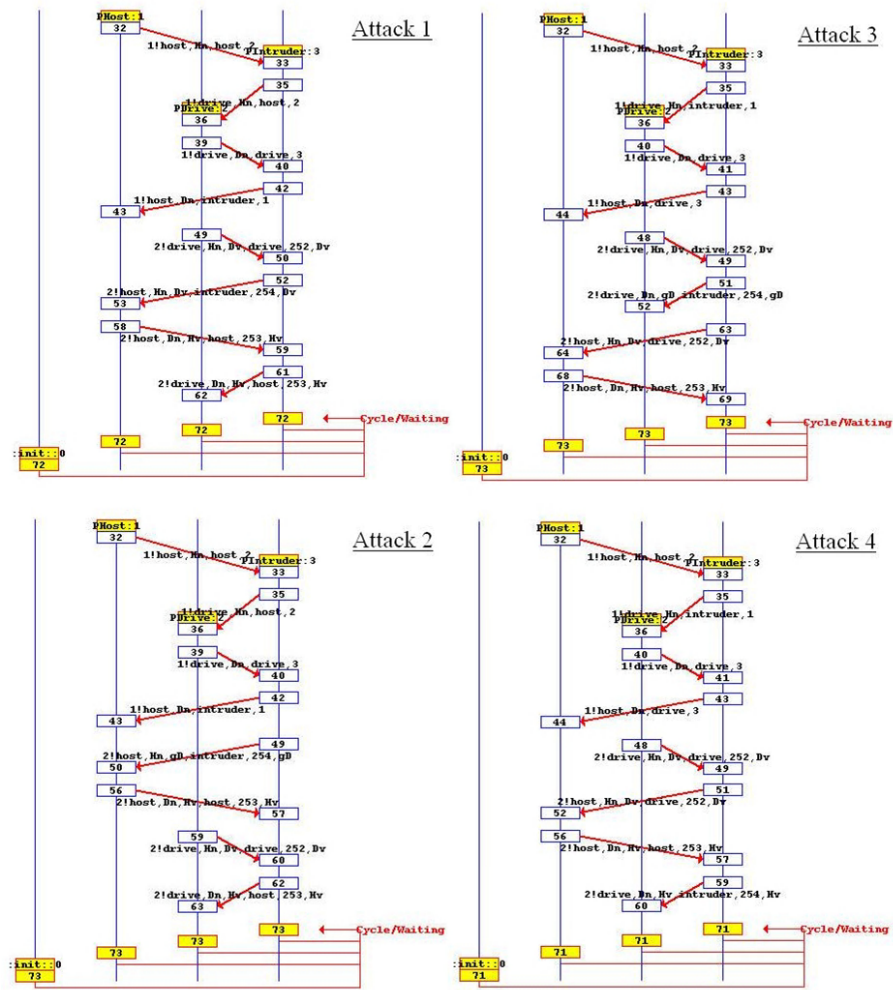 Attack 1
PHost:1
32
1!host,Hn,host,2
PIntruder:3
33
35
1!drive,Hn,host,2
PDrive:2
36
39
1!drive,Dn,drive,3
40
42
1!host,Dn,intruder,1
43
49
2!drive,Hn,Dv,drive,252,Dv
50
52
2!host,Hn,Dv,intruder,254,Dv
53
58
2!host,Dn,Hv,host,253,Hv
59
61
2!drive,Dn,Hv,host,253,Hv
62
72
Cycle/Waiting
72
72
:init::0
72
Attack 3
PHost:1
32
1!host,Hn,host,2
PIntruder:3
33
35
1!drive,Hn,intruder,1
PDrive:2
36
40
1!drive,Dn,drive,3
41
43
1!host,Dn,drive,3
44
48
2!drive,Hn,Dv,drive,252,Dv
49
51
2!drive,Dn,gD,intruder,254,gD
52
63
2!host,Hn,Dv,drive,252,Dv
64
68
2!host,Dn,Hv,host,253,Hv
69
73
Cycle/Waiting
73
73
:init::0
73
Attack 2
PHost:1
32
1!host,Hn,host,2
PIntruder:3
33
35
1!drive,Hn,host,2
PDrive:2
36
39
1!drive,Dn,drive,3
40
42
1!host,Dn,intruder,1
43
49
2!host,Hn,gD,intruder,254,gD
50
56
2!host,Dn,Hv,host,253,Hv
57
59
2!drive,Hn,Dv,drive,252,Dv
60
62
2!drive,Dn,Hv,host,253,Hv
63
73
Cycle/Waiting
73
73
:init::0
73
Attack 4
PHost:1
32
1!host,Hn,host,2
PIntruder:3
33
35
1!drive,Hn,intruder,1
PDrive:2
36
40
1!drive,Dn,drive,3
41
43
1!host,Dn,drive,3
44
48
2!drive,Hn,Dv,drive,252,Dv
49
51
2!host,Hn,Dv,drive,252,Dv
52
56
2!host,Dn,Hv,host,253,Hv
57
59
2!drive,Dn,Hv,intruder,254,Hv
60
71
Cycle/Waiting
71
71
:init::0
71